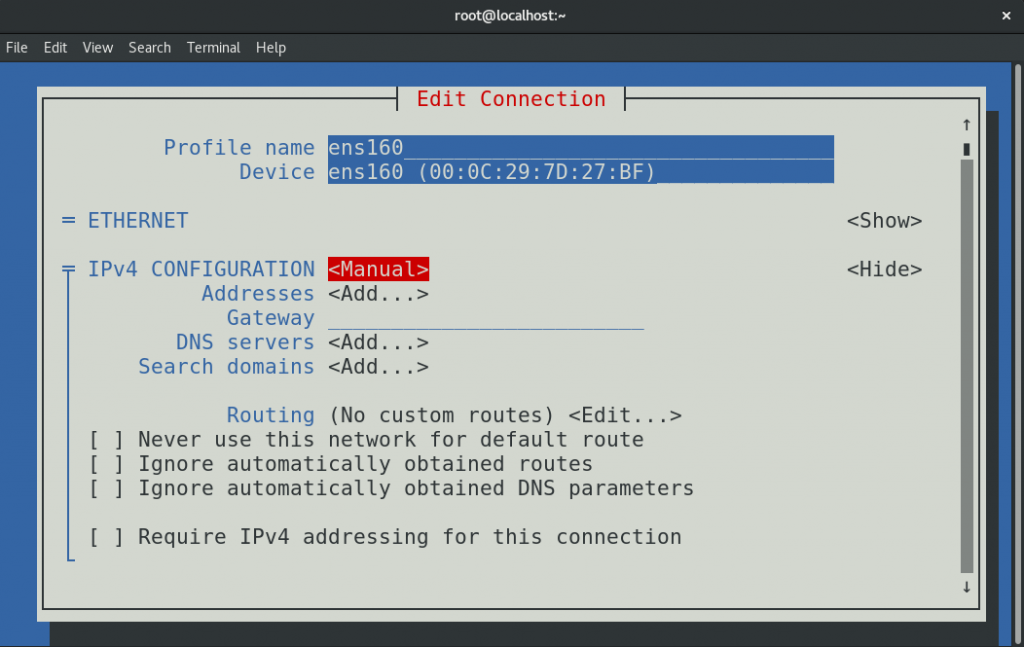 root@localhost:~
File Edit View Search Terminal Help
Edit Connection
Profile name ens160
Device ens160 (00:0C:29:7D:27:BF)
= ETHERNET <Show>
IPv4 CONFIGURATION <Manual> <Hide>
Addresses <Add...>
Gateway
DNS servers <Add...>
Search domains <Add...>
Routing (No custom routes) <Edit...>
[ ] Never use this network for default route
[ ] Ignore automatically obtained routes
[ ] Ignore automatically obtained DNS parameters
[ ] Require IPv4 addressing for this connection